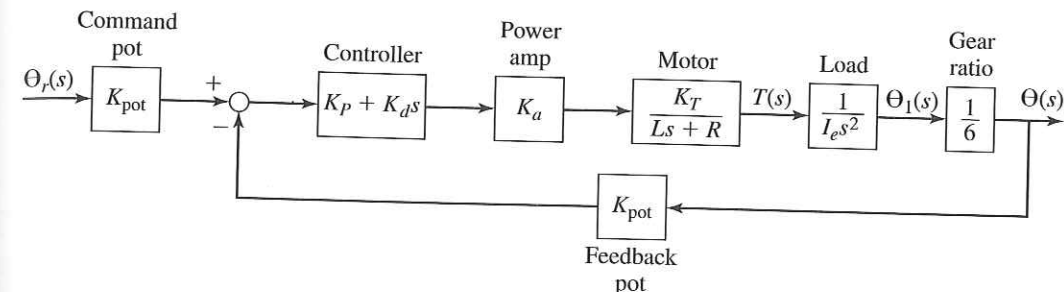 Command
pot
Θr(s)
Kpot
+
−
Controller
KP + Kds
Power
amp
Ka
Motor
KT
Ls + R
T(s)
Load
1
Ies²
Θ1(s)
Gear
ratio
1
6
Θ(s)
Kpot
Feedback
pot